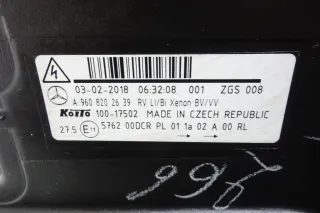 03-02-2018 06:32:08 001 ZGS 008
A 960 820 26 39 RV LI/Bi Xenon BV/VV
100-17502 MADE IN CZECH REPUBLIC
27.5 E11 5762 00DCR PL 01 1a 02 A 00 RL
266